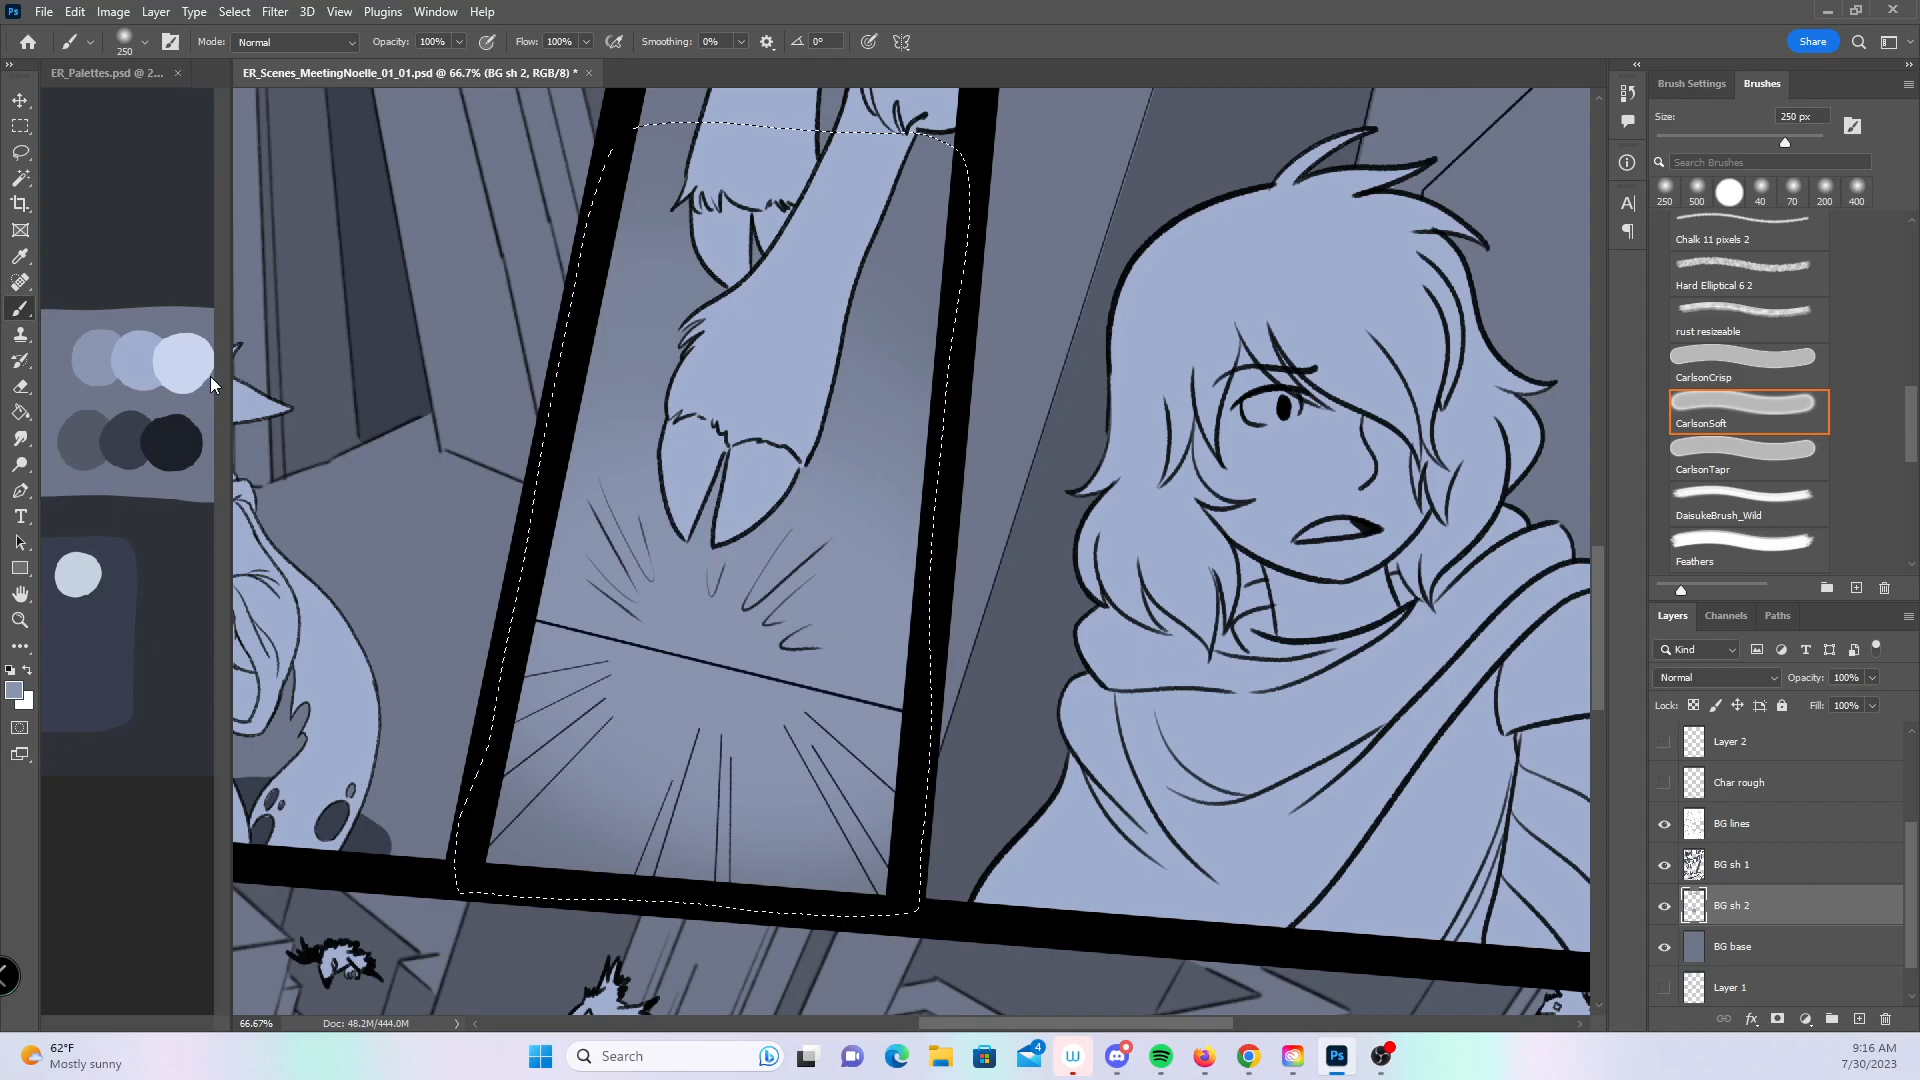 Ps File Edit Image Layer Type Select Filter 3D View Plugins Window Help
250 Mode: Normal Opacity: 100% Flow: 100% Smoothing: 0% 0° Share
ER_Palettes.psd @ 2... × ER_Scenes_MeetingNoelle_01_01.psd @ 66.7% (BG sh 2, RGB/8) * ×
Brush Settings Brushes
Size: 250 px
Search Brushes
250 500 40 70 200 400
Chalk 11 pixels 2
Hard Elliptical 6 2
rust resizeable
CarlsonCrisp
CarlsonSoft
CarlsonTapr
DaisukeBrush_Wild
Feathers
Layers Channels Paths
Kind
Normal Opacity: 100%
Lock: Fill: 100%
Layer 2
Char rough
BG lines
BG sh 1
BG sh 2
BG base
Layer 1
fx
66.67% Doc: 48.2M/444.0M
62°F
Mostly sunny
Search
4
Ps
9:16 AM
7/30/2023